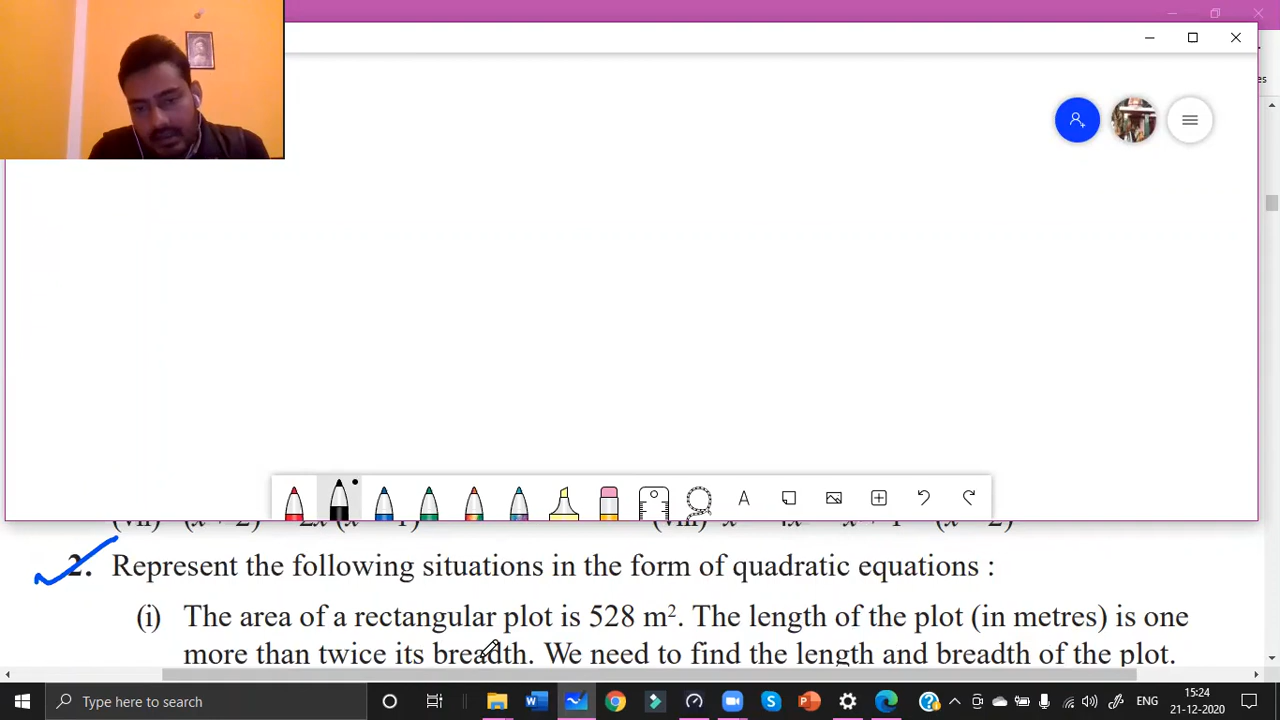 es
A
2. Represent the following situations in the form of quadratic equations :
(i) The area of a rectangular plot is 528 m². The length of the plot (in metres) is one
more than twice its breadth. We need to find the length and breadth of the plot.
Type here to search
ENG
15:24
21-12-2020